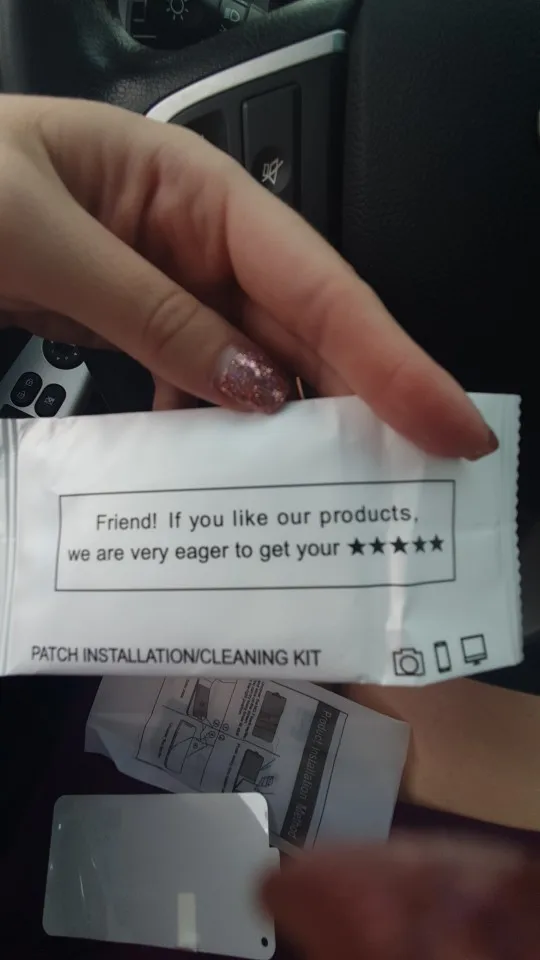 Friend! If you like our products,
we are very eager to get your ★★★★★
PATCH INSTALLATION/CLEANING KIT
Product Installation Method